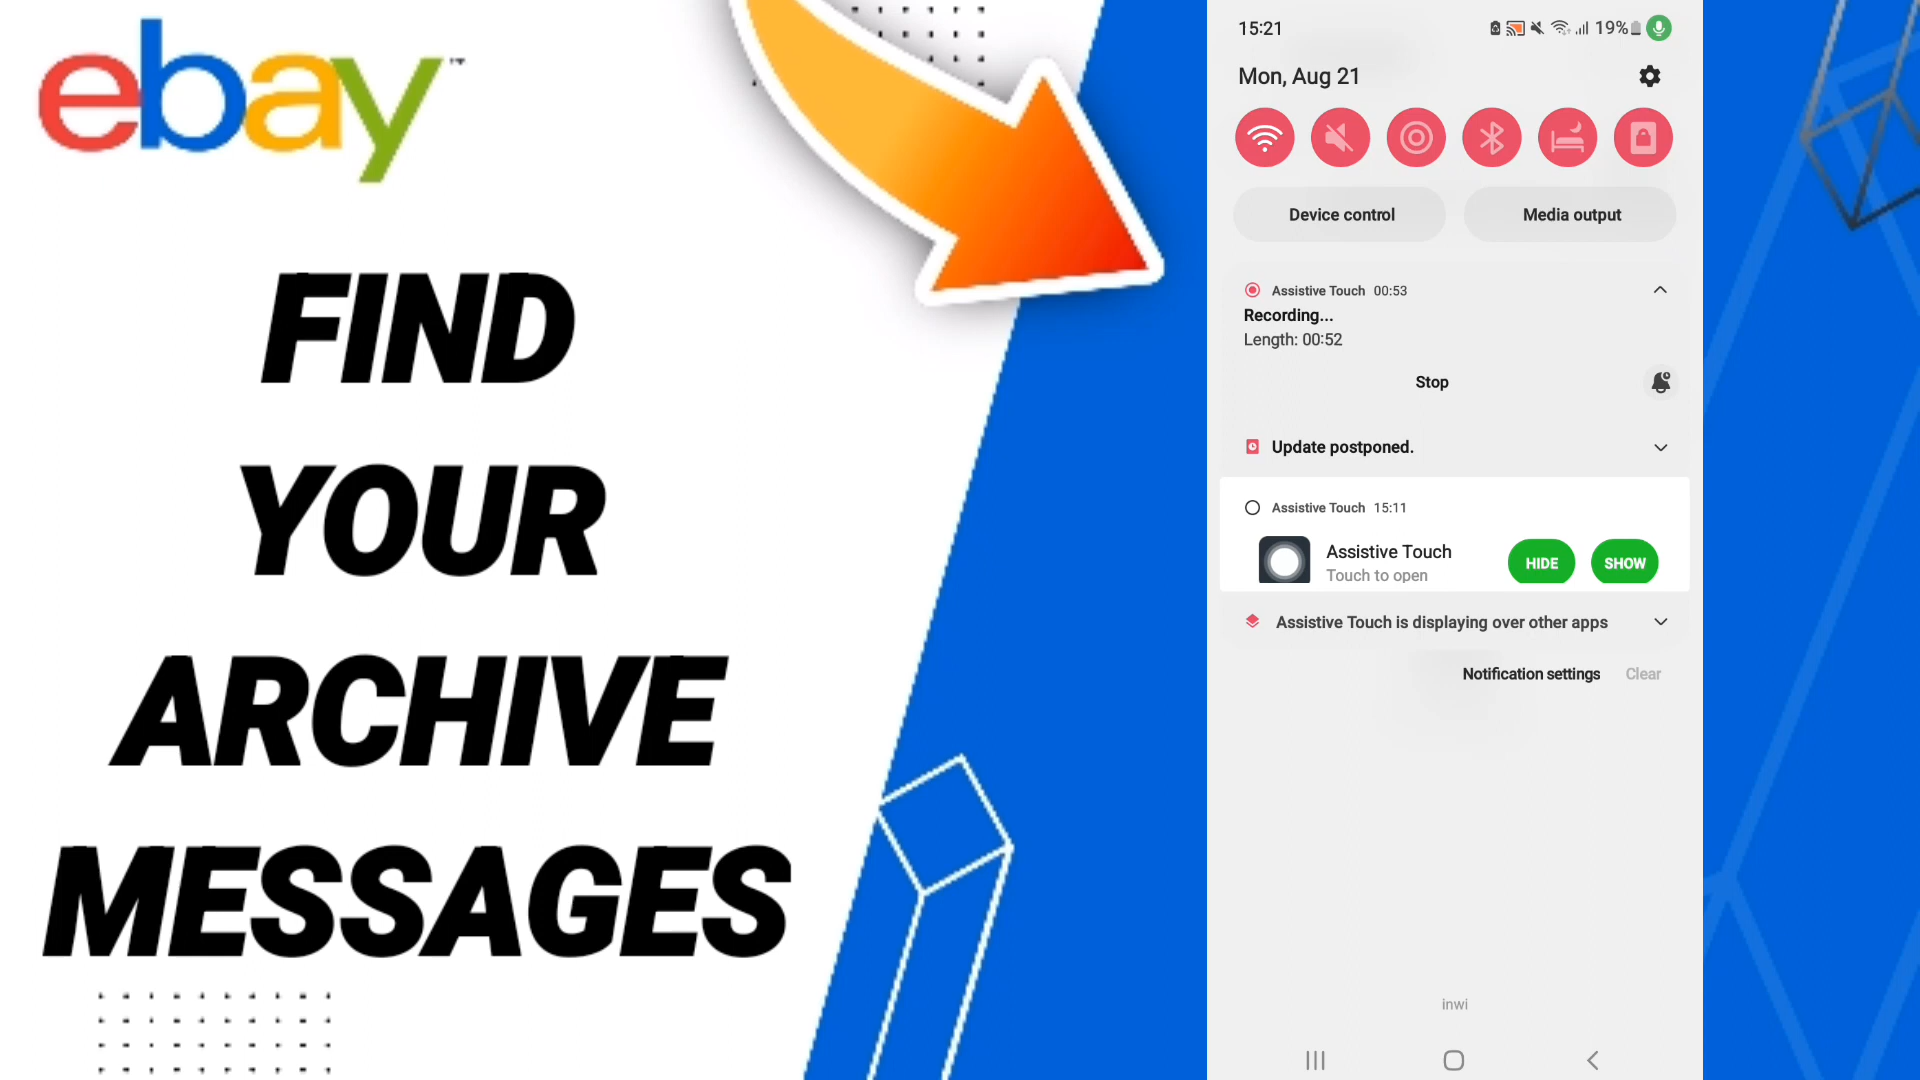 ebay™
FIND
YOUR
ARCHIVE
MESSAGES
15:21
19%
Mon, Aug 21
Device control
Media output
Assistive Touch 00:53
Recording...
Length: 00:52
Stop
Update postponed.
Assistive Touch 15:11
Assistive Touch
Touch to open
HIDE
SHOW
Assistive Touch is displaying over other apps
Notification settings
Clear
inwi